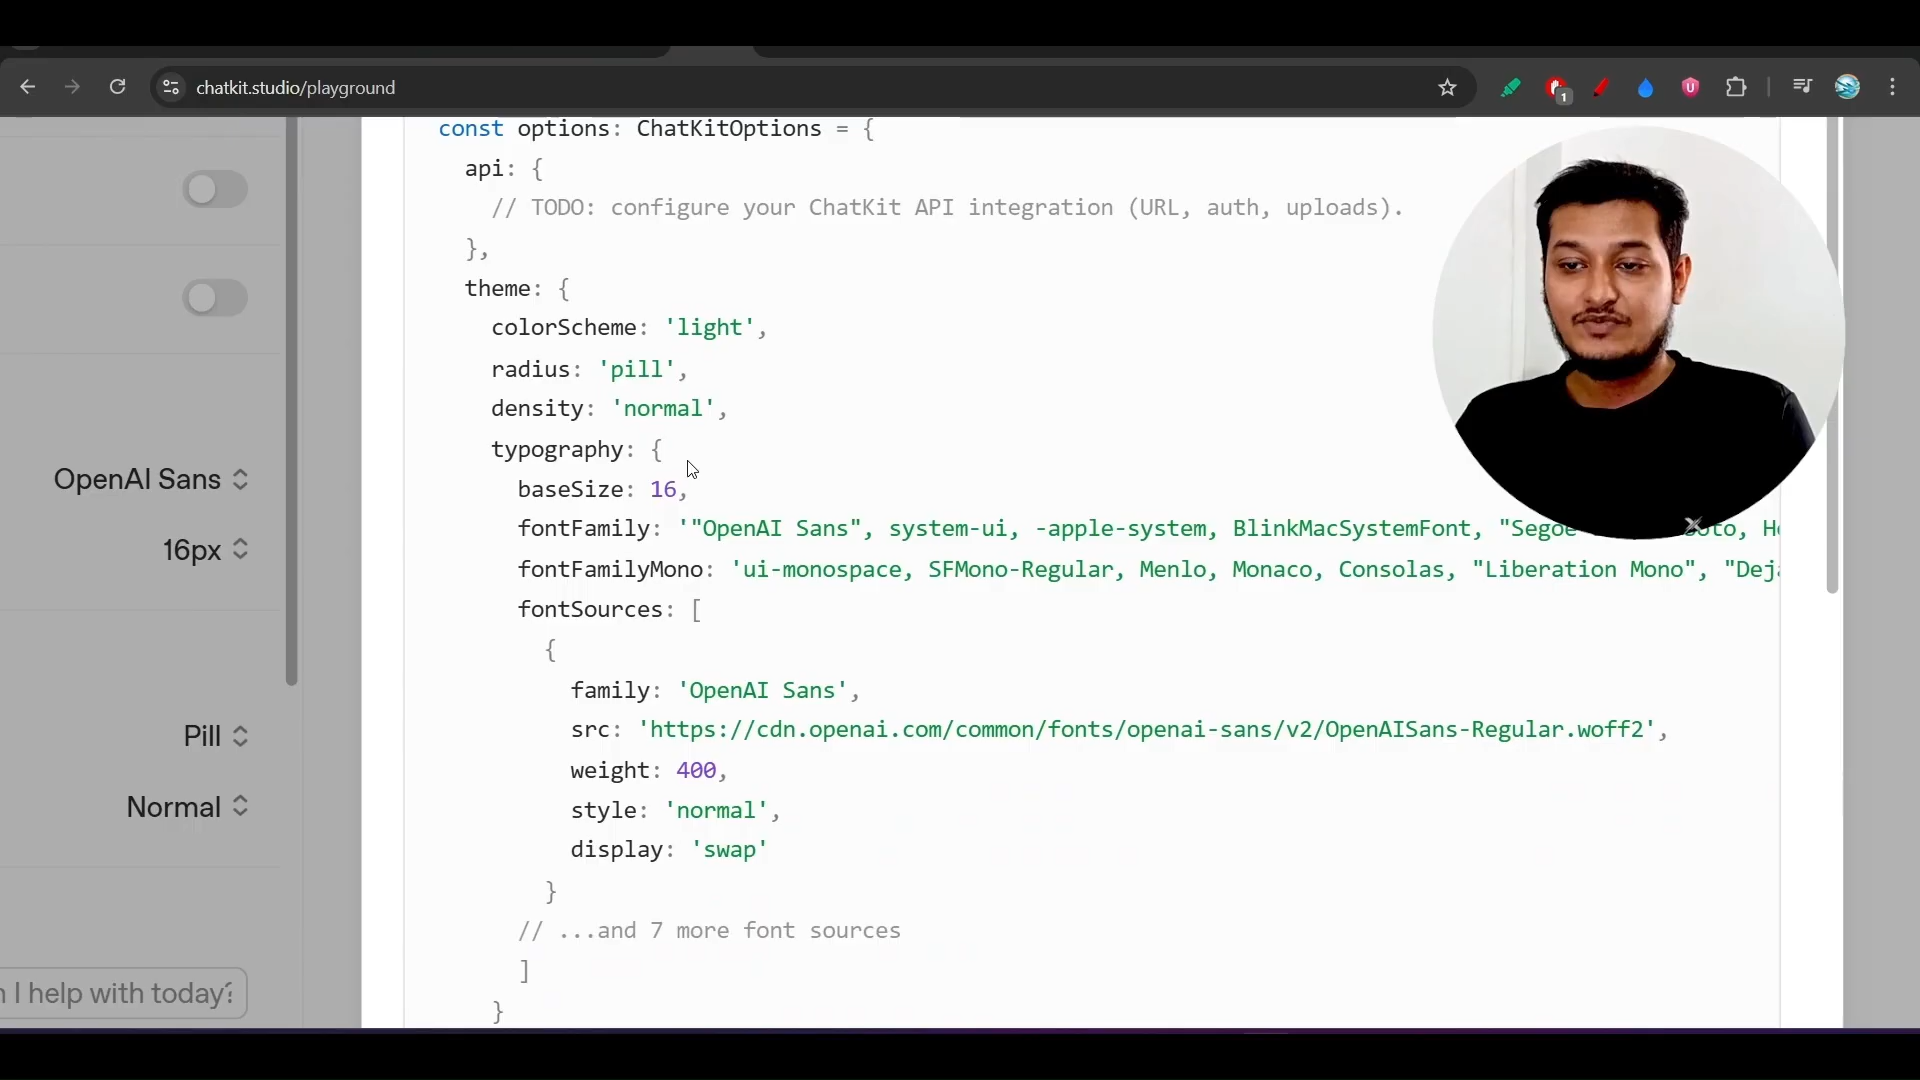 chatkit.studio/playground
1
U
const options: ChatKitOptions = {
api: {
// TODO: configure your ChatKit API integration (URL, auth, uploads).
},
theme: {
colorScheme: 'light',
radius: 'pill',
density: 'normal',
typography: {
baseSize: 16,
fontFamily: '"OpenAI Sans", system-ui, -apple-system, BlinkMacSystemFont, "Segoe
fontFamilyMono: 'ui-monospace, SFMono-Regular, Menlo, Monaco, Consolas, "Liberation Mono", "Deja
fontSources: [
{
family: 'OpenAI Sans',
src: 'https://cdn.openai.com/common/fonts/openai-sans/v2/OpenAISans-Regular.woff2',
weight: 400,
style: 'normal',
display: 'swap'
}
// ...and 7 more font sources
]
}
OpenAI Sans
16px
Pill
Normal
I help with today?